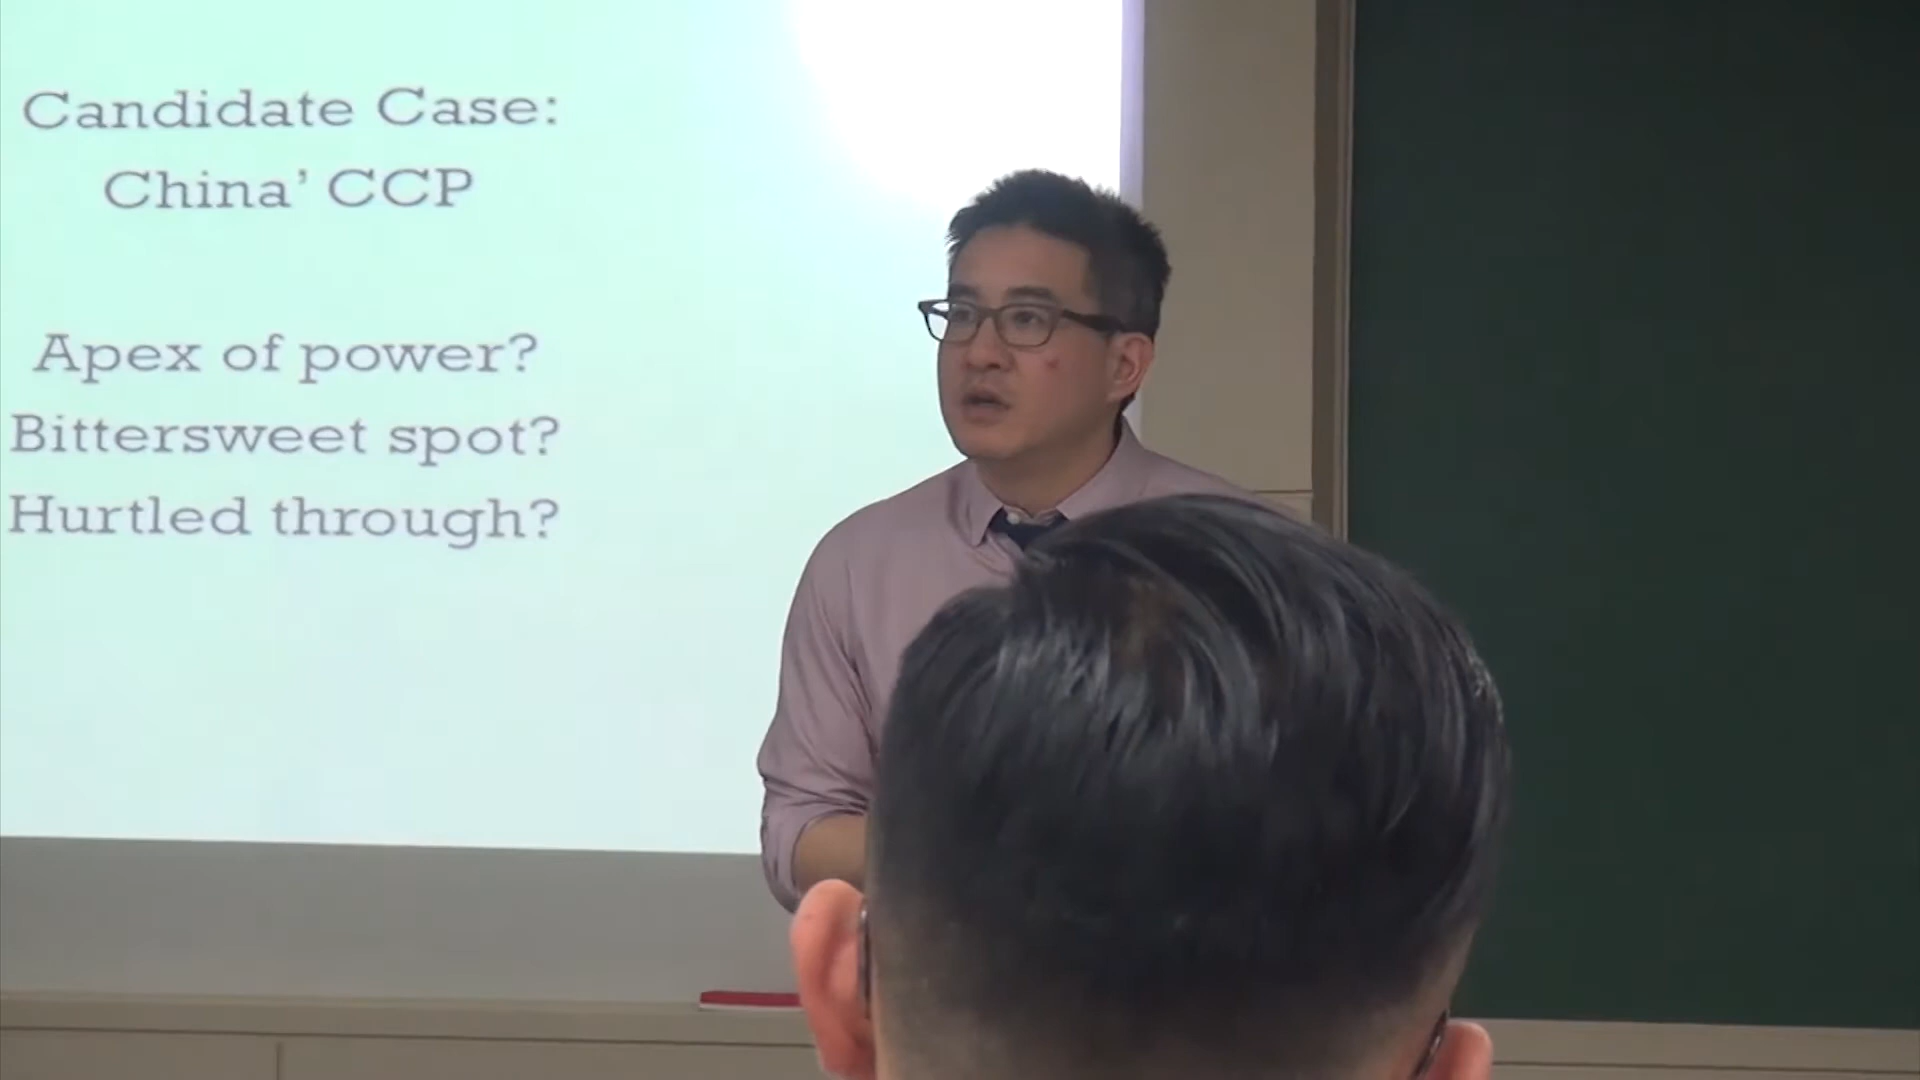 Candidate Case:
China' CCP
Apex of power?
Bittersweet spot?
Hurtled through?